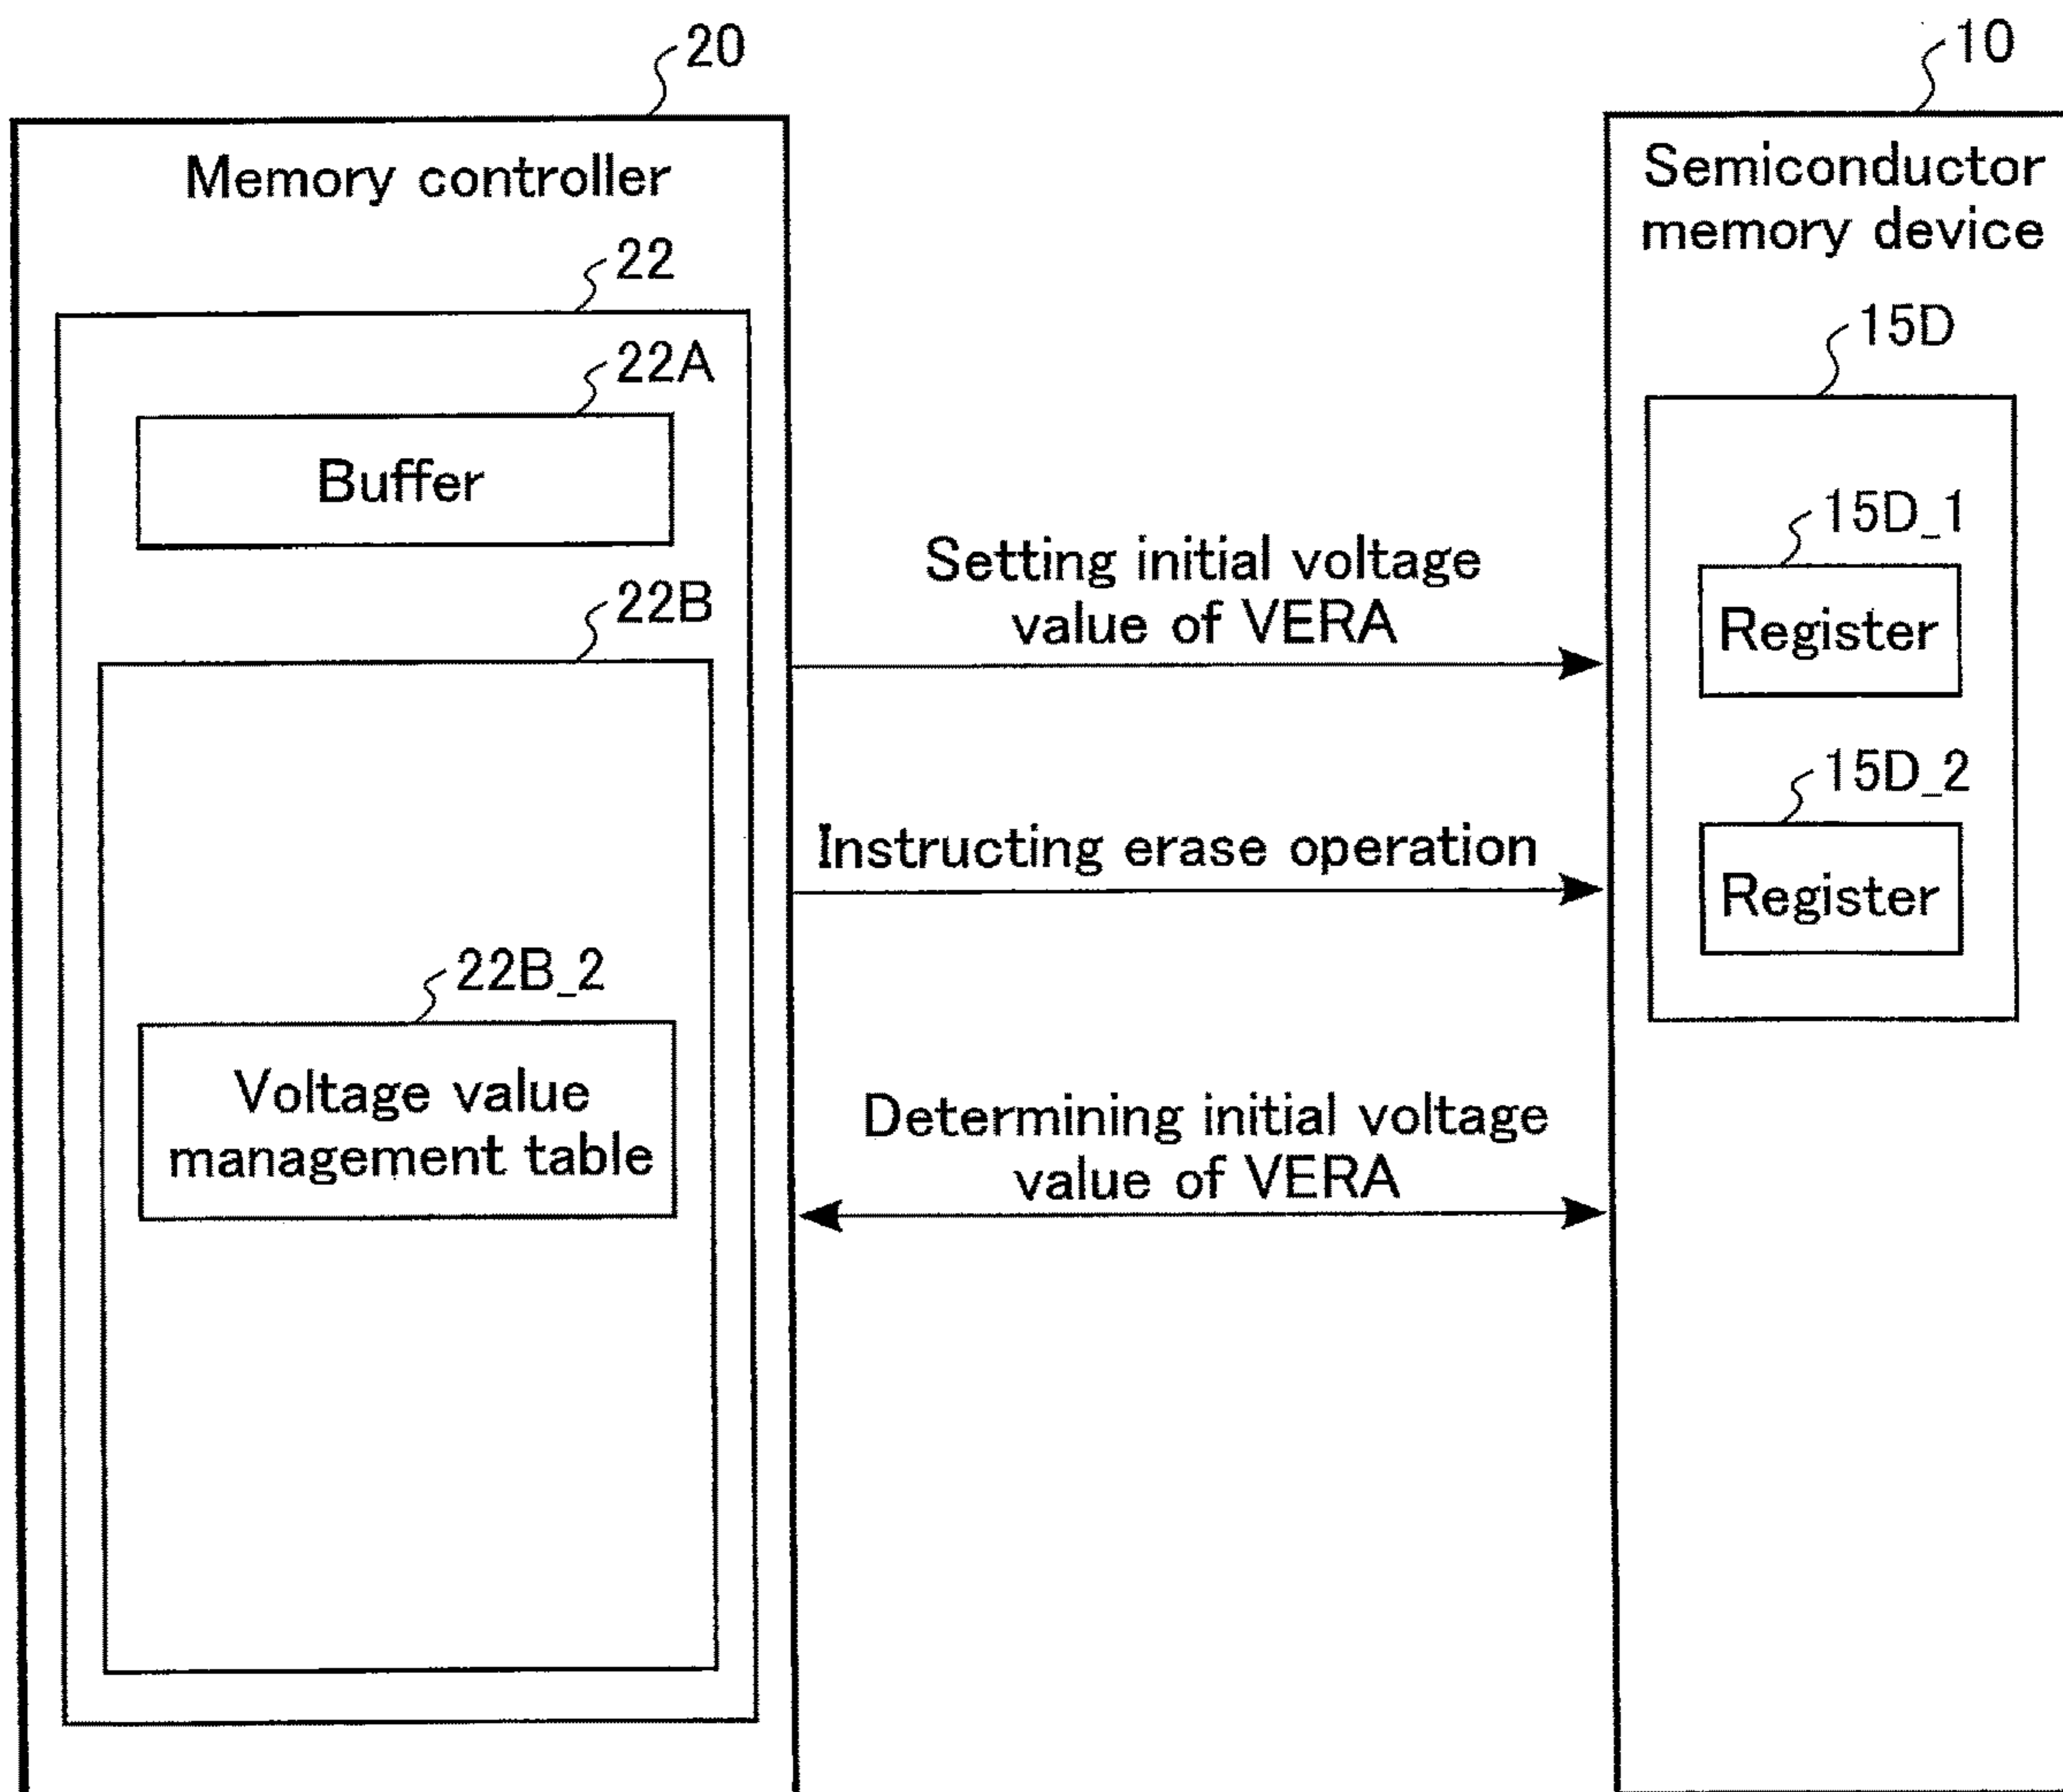 20
Memory controller
22
22A
Buffer
22B
22B_2
Voltage value
management table
Setting initial voltage
value of VERA
Instructing erase operation
Determining initial voltage
value of VERA
10
Semiconductor
memory device
15D
15D_1
Register
15D_2
Register